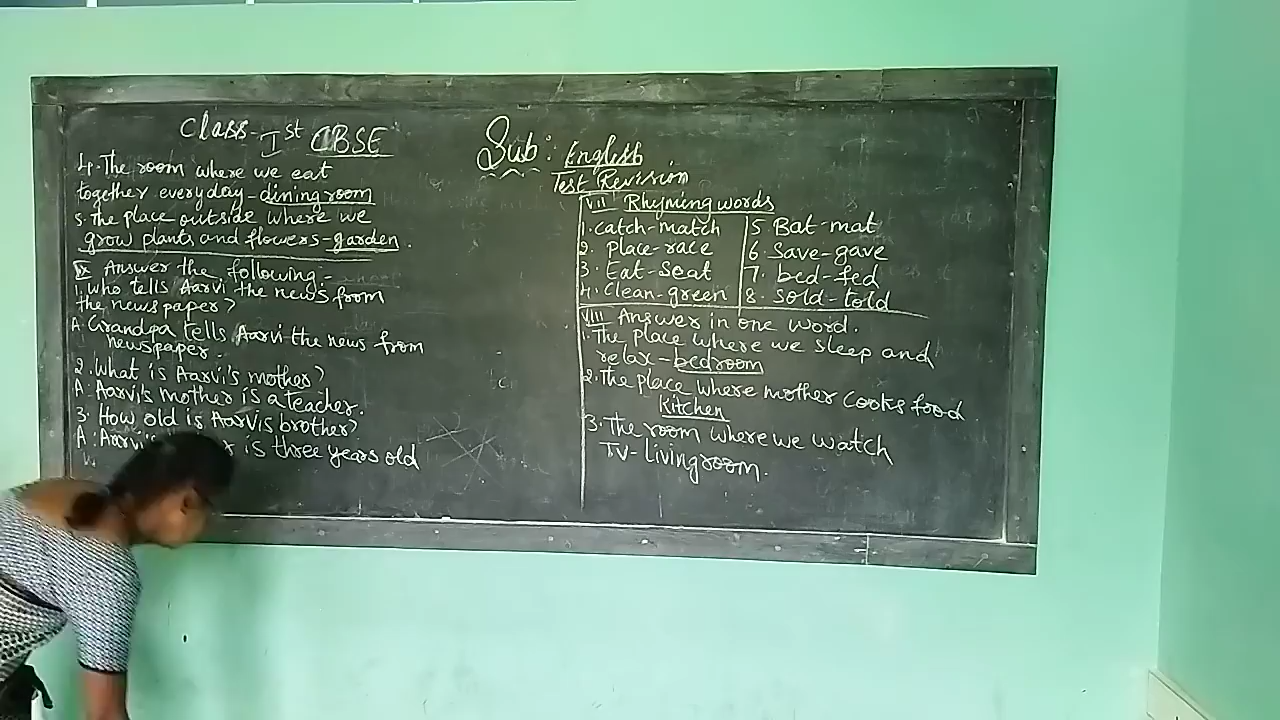 Class - Ist CBSE
Sub: English
Test Revision
VII Rhyming words
1. catch - match
2. place - race
3. Eat - Seat
4. Clean - green
5 Bat - mat
6. Save - gave
7. bed - fed
8. Sold - told
VIII Answer in one word.
1. The place where we sleep and
relax - bedroom
2. The place where mother cooks food
Kitchen
3. The room where we watch
TV - Living room.
4. The room where we eat
together everyday - dining room
5. The place outside where we
grow plants and flowers - garden.
IX Answer the following:-
1. who tells Aarvi the news from
the news paper?
A. Grandpa tells Aarvi the news from
newspaper.
2. What is Aarvi's mother?
A: Aarvi's mother is a teacher.
3. How old is Aarvis brother?
A: Aarvi's is three years old